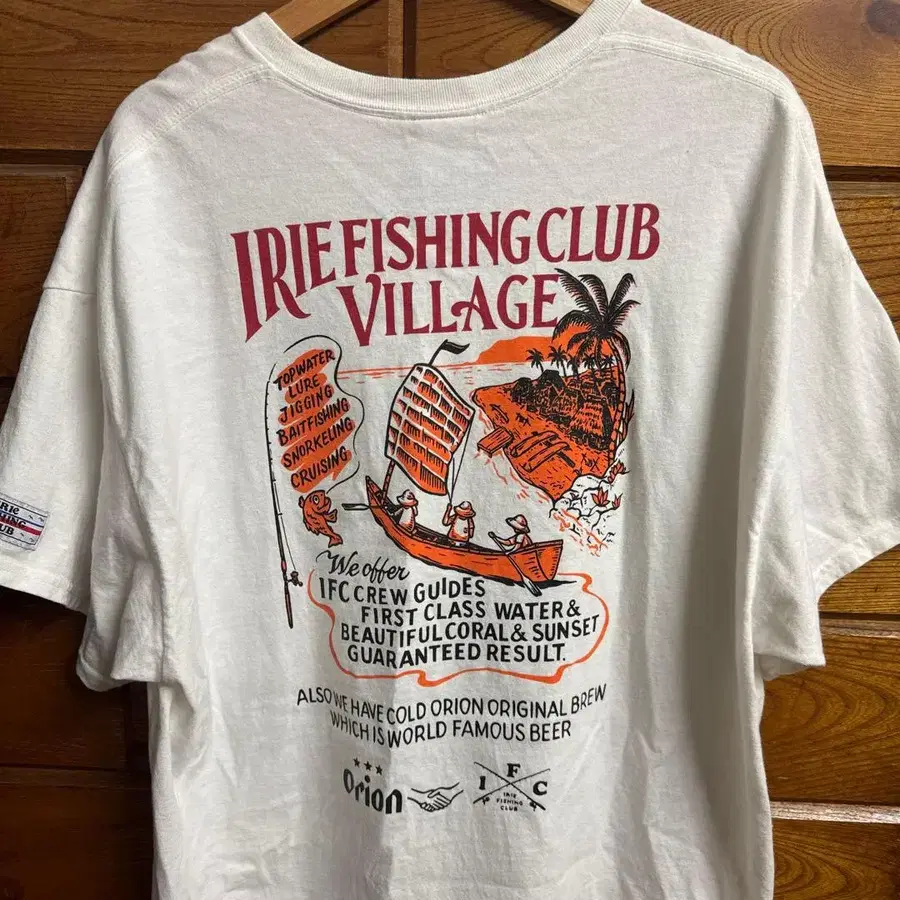 IRIE FISHING CLUB
VILLAGE
TOPWATER
LURE
JIGGING
BAITFISHING
SNORKELING
CRUISING
We offer
IFC CREW GUIDES
FIRST CLASS WATER &
BEAUTIFUL CORAL & SUNSET
GUARANTEED RESULT.
ALSO WE HAVE COLD ORION ORIGINAL BREW
WHICH IS WORLD FAMOUS BEER
Orion
I F C
IRIE
FISHING
CLUB